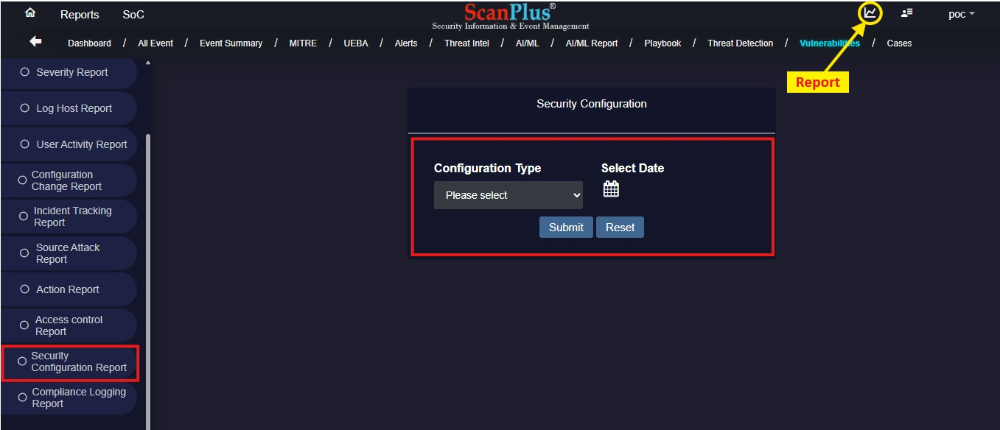 Reports SoC
ScanPlus®
Security Information & Event Management
poc
Dashboard / All Event / Event Summary / MITRE / UEBA / Alerts / Threat Intel / AI/ML / AI/ML Report / Playbook / Threat Detection / Vulnerabilities / Cases
Report
Severity Report
Log Host Report
User Activity Report
Configuration
Change Report
Incident Tracking
Report
Source Attack
Report
Action Report
Access control
Report
Security
Configuration Report
Compliance Logging
Report
Security Configuration
Configuration Type Select Date
Please select
Submit Reset